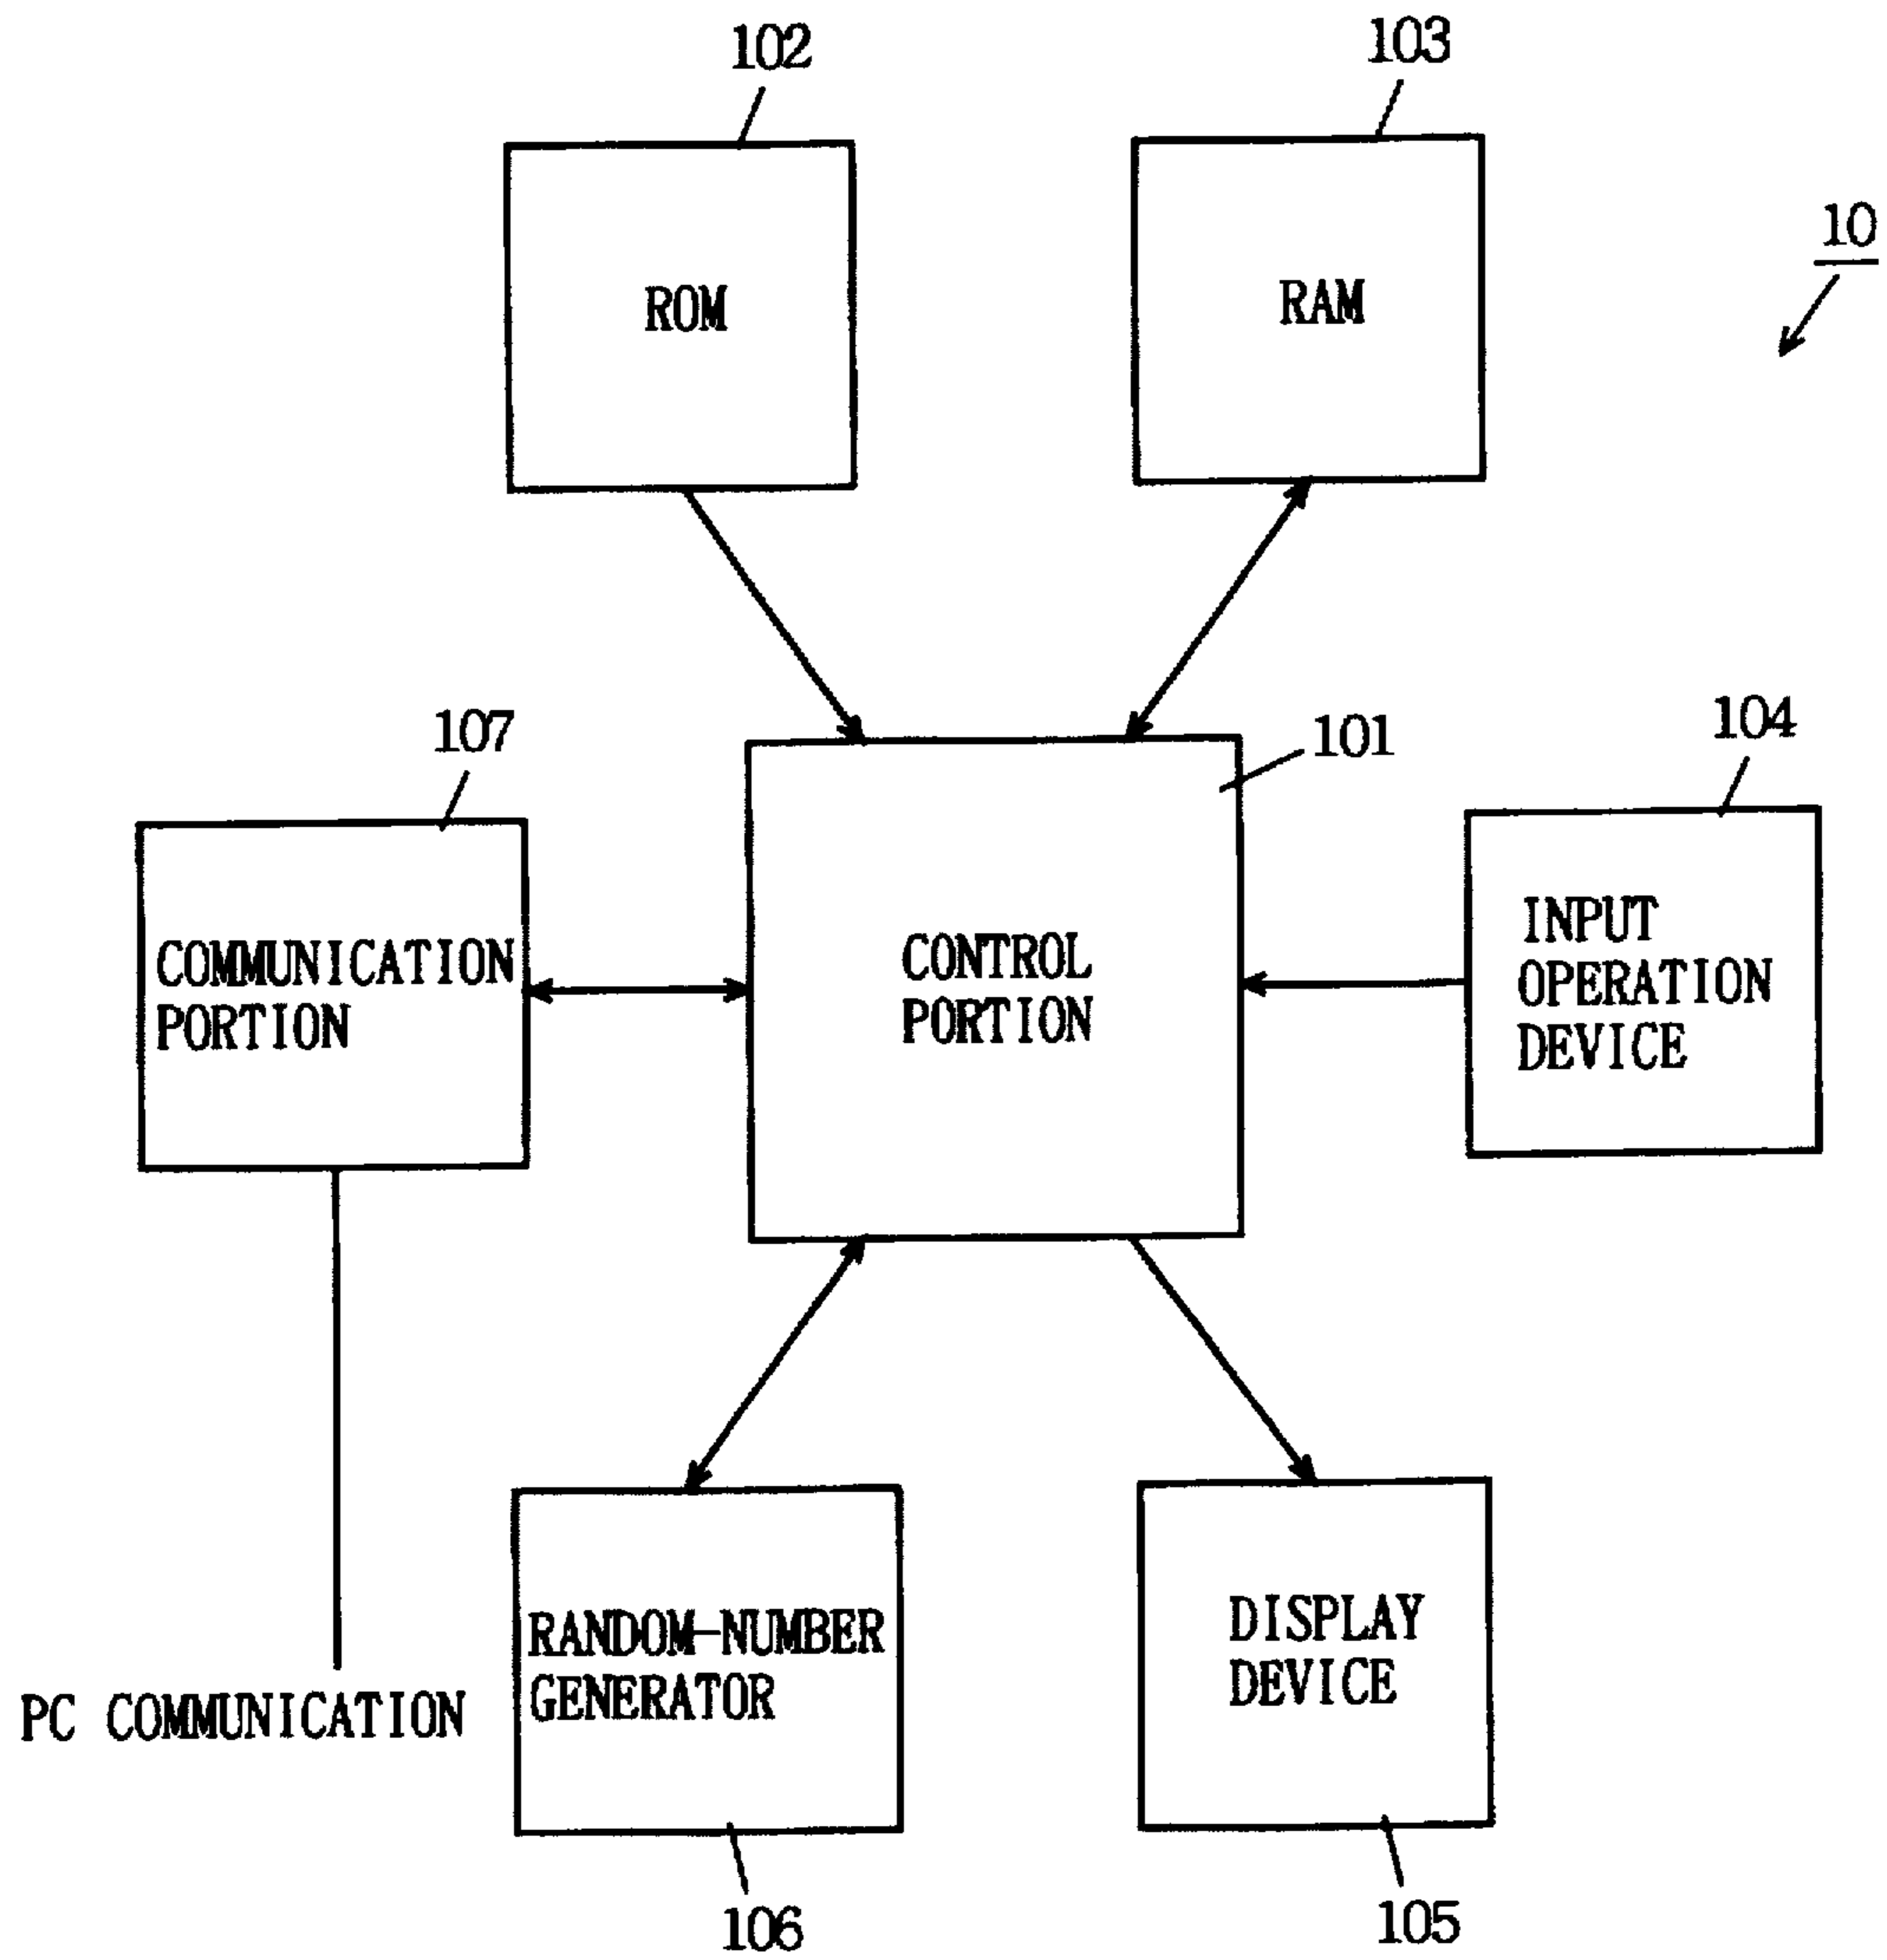 102
103
10
ROM
RAM
107
101
104
COMMUNICATION
PORTION
CONTROL
PORTION
INPUT
OPERATION
DEVICE
RANDOM-NUMBER
GENERATOR
DISPLAY
DEVICE
PC COMMUNICATION
106
105